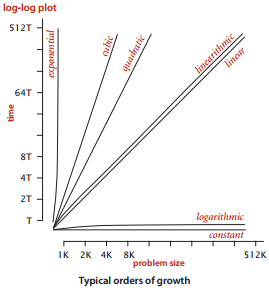 log-log plot
512T
exponential
cubic
quadratic
linearithmic
linear
64T
time
8T
4T
2T
T
logarithmic
constant
1K 2K 4K 8K 512K
problem size
Typical orders of growth